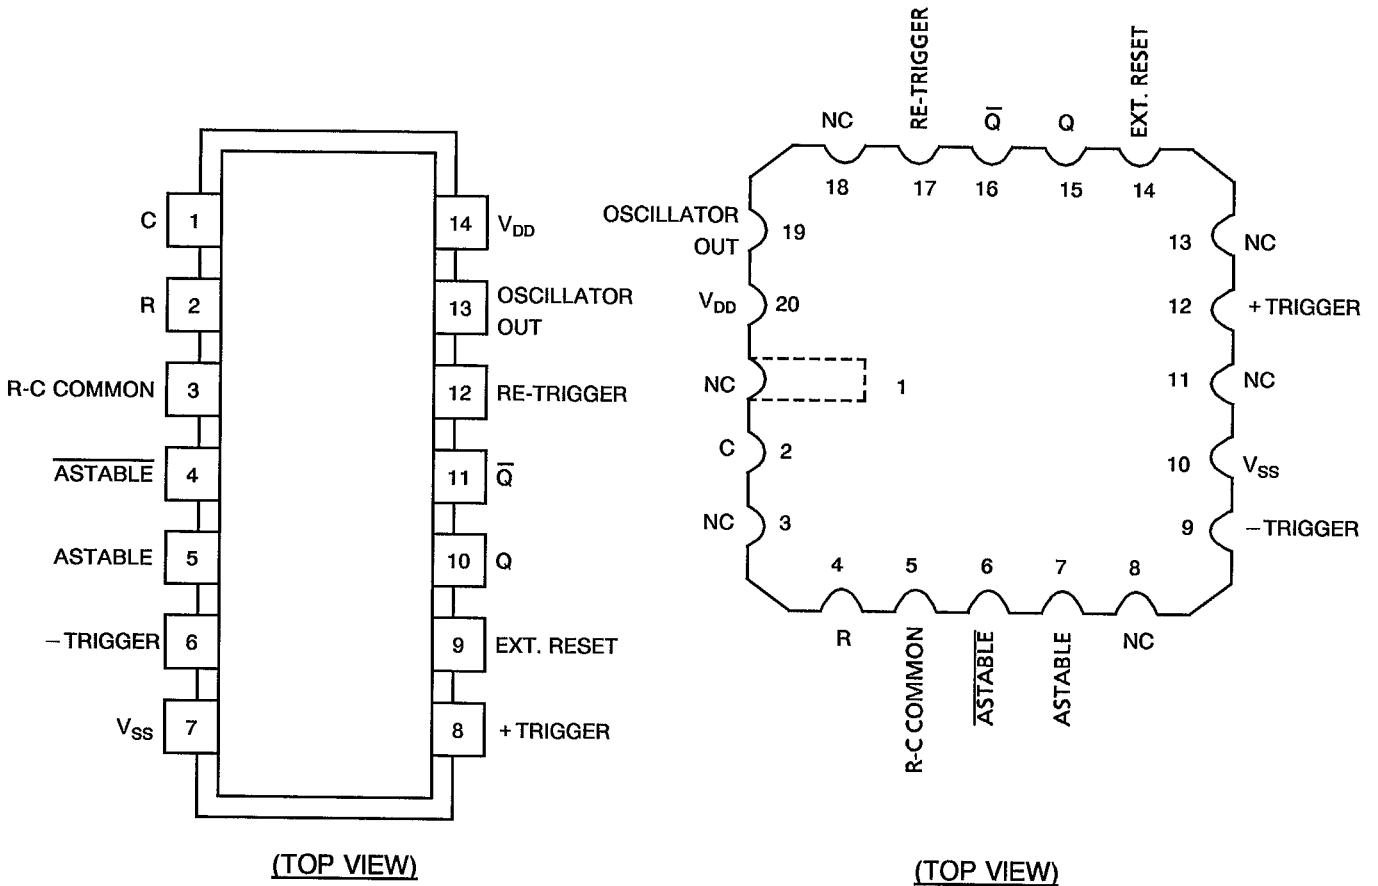 C 1
R 2
R-C COMMON 3
A̅S̅T̅A̅B̅L̅E̅ 4
ASTABLE 5
−TRIGGER 6
VSS 7
14 VDD
13 OSCILLATOR
OUT
12 RE-TRIGGER
11 Q̅
10 Q
9 EXT. RESET
8 +TRIGGER
(TOP VIEW)
NC
RE-TRIGGER
Q̅
Q
EXT. RESET
18
17
16
15
14
OSCILLATOR
OUT
19
VDD 20
NC 1
C 2
NC 3
13 NC
12 +TRIGGER
11 NC
10 VSS
9 −TRIGGER
4
5
6
7
8
R
R-C COMMON
A̅S̅T̅A̅B̅L̅E̅
ASTABLE
NC
(TOP VIEW)